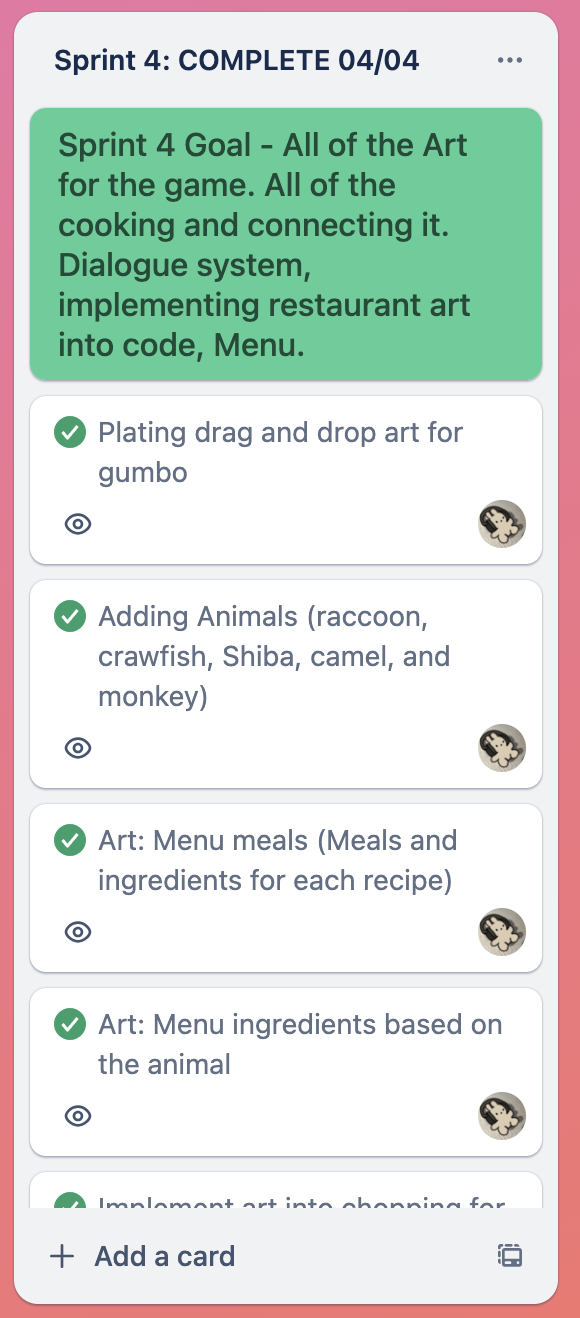 Sprint 4: COMPLETE 04/04
Sprint 4 Goal - All of the Art
for the game. All of the
cooking and connecting it.
Dialogue system,
implementing restaurant art
into code, Menu.
Plating drag and drop art for
gumbo
Adding Animals (raccoon,
crawfish, Shiba, camel, and
monkey)
Art: Menu meals (Meals and
ingredients for each recipe)
Art: Menu ingredients based on
the animal
Implement art into chopping for
Add a card